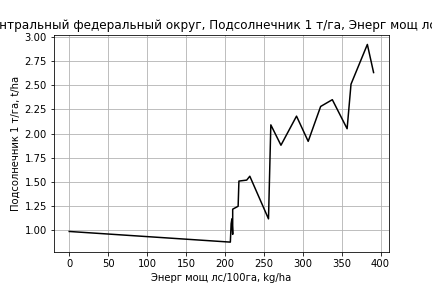 нтральный федеральный округ, Подсолнечник 1 т/га, Энерг мощ лс
3.00
2.75
2.50
2.25
2.00
1.75
1.50
1.25
1.00
Подсолнечник 1 т/га, t/ha
0 50 100 150 200 250 300 350 400
Энерг мощ лс/100га, kg/ha